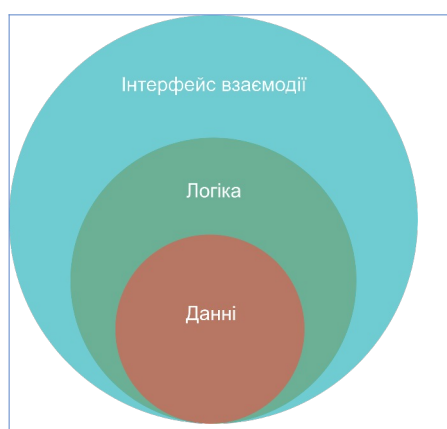 Інтерфейс взаємодії
Логіка
Данні